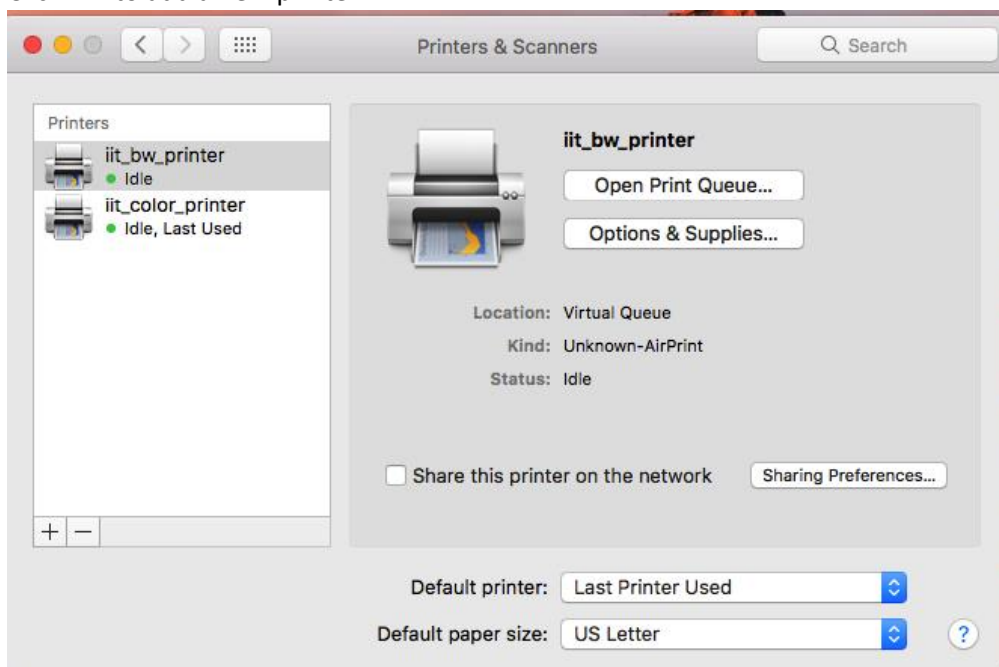 Printers & Scanners
Search
Printers
iit_bw_printer
Idle
iit_color_printer
Idle, Last Used
iit_bw_printer
Open Print Queue...
Options & Supplies...
Location: Virtual Queue
Kind: Unknown-AirPrint
Status: Idle
Share this printer on the network
Sharing Preferences...
+ −
Default printer: Last Printer Used
Default paper size: US Letter
?